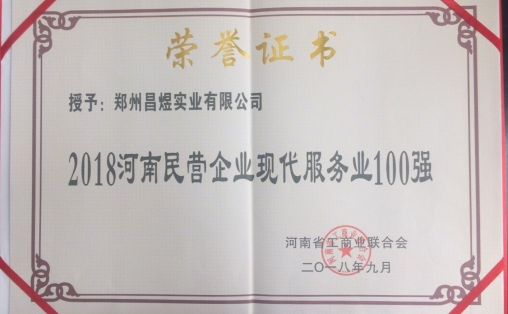 荣誉证书
授予：郑州昌煜实业有限公司
2018河南民营企业现代服务业100强
河南省工商业联合会
二〇一八年九月